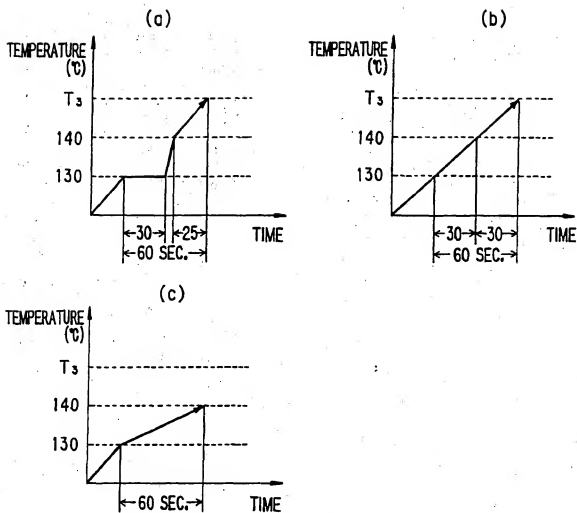 (a)
TEMPERATURE
(℃)
T₃
140
130
30
25
60 SEC.
TIME
(b)
TEMPERATURE
(℃)
T₃
140
130
30
30
60 SEC.
TIME
(c)
TEMPERATURE
(℃)
T₃
140
130
60 SEC.
TIME